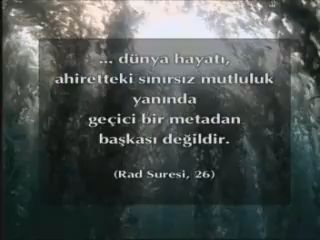 ... dünya hayatı,
ahiretteki sınırsız mutluluk
yanında
geçici bir metadan
başkası değildir.
(Rad Suresi, 26)